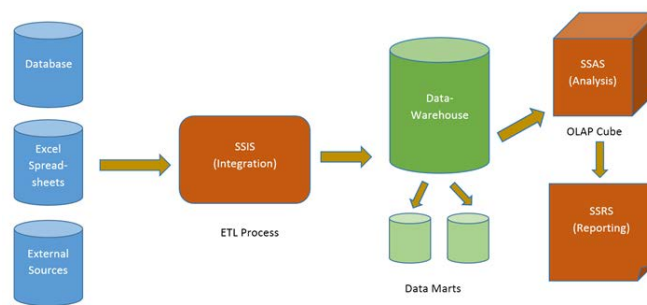 Database
Excel
Spread-
sheets
External
Sources
SSIS
(Integration)
ETL Process
Data-
Warehouse
Data Marts
SSAS
(Analysis)
OLAP Cube
SSRS
(Reporting)